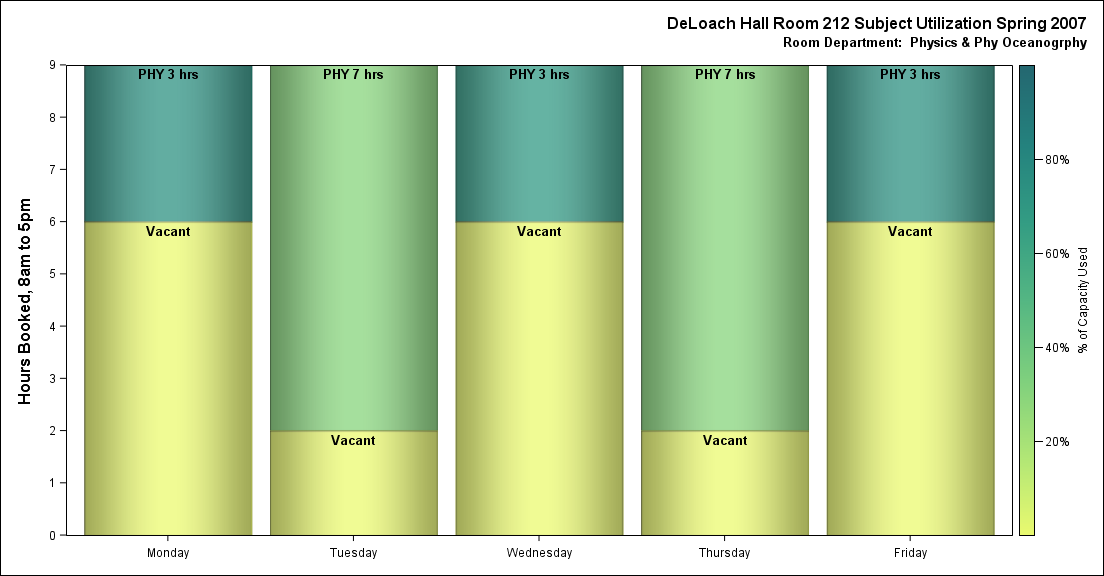 DeLoach Hall Room 212 Subject Utilization Spring 2007
Room Department:  Physics & Phy Oceanogrphy
Hours Booked, 8am to 5pm
9
8
7
6
5
4
3
2
1
0
PHY 3 hrs
PHY 7 hrs
PHY 3 hrs
PHY 7 hrs
PHY 3 hrs
Vacant
Vacant
Vacant
Vacant
Vacant
Monday
Tuesday
Wednesday
Thursday
Friday
80%
60%
40%
20%
% of Capacity Used